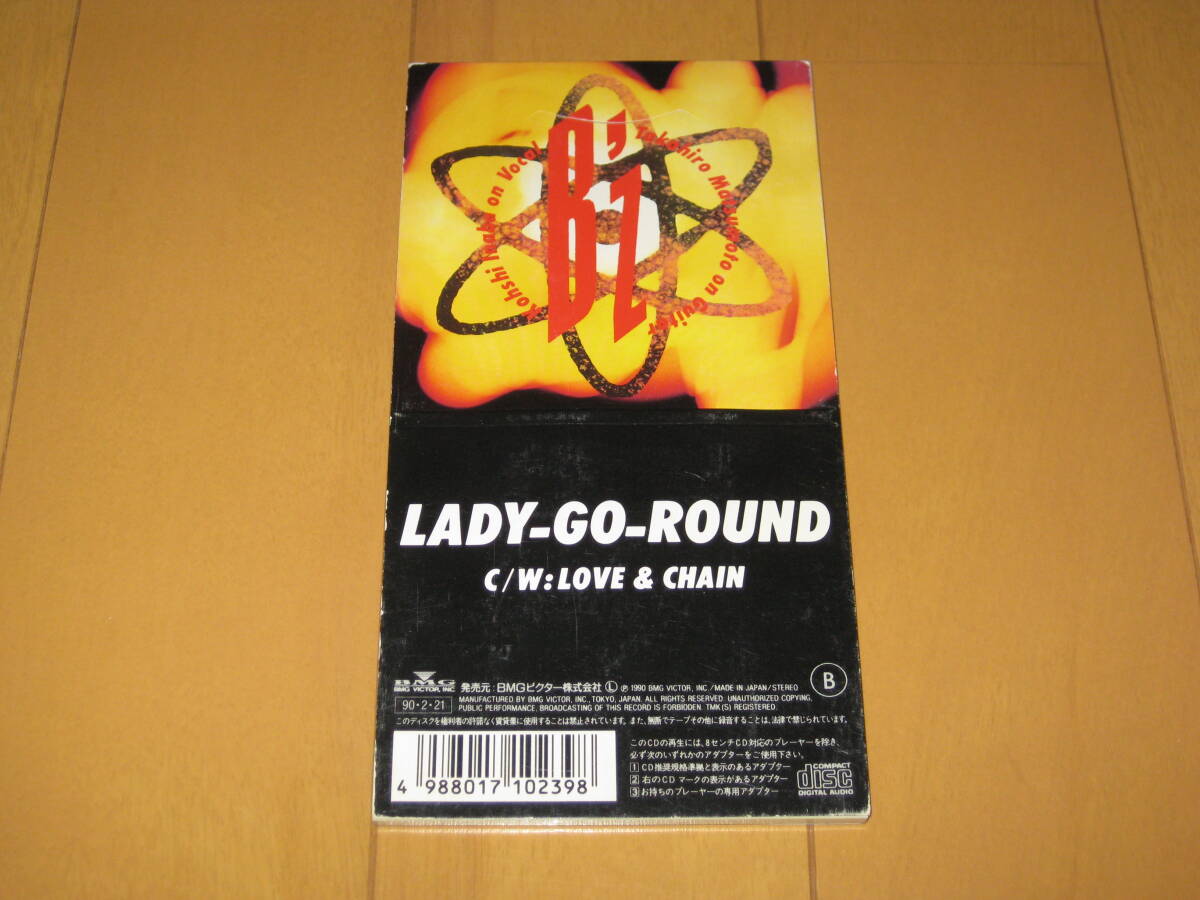 B'z
Kohshi Inaba on Vocal
Takahiro Matsumoto on Guitar
LADY-GO-ROUND
C/W: LOVE & CHAIN
BMG
BMG VICTOR, INC.
発売元:BMGビクター株式会社 Ⓛ ℗ 1990 BMG VICTOR, INC./MADE IN JAPAN/STEREO
B
90・2・21
MANUFACTURED BY BMG VICTOR, INC., TOKYO, JAPAN. ALL RIGHTS RESERVED. UNAUTHORIZED COPYING,
PUBLIC PERFORMANCE, BROADCASTING OF THIS RECORD IS FORBIDDEN. TMK(S) REGISTERED.
このディスクを権利者の許諾なく賃貸業に使用することは禁止されています。また、無断でテープその他に録音することは、法律で禁じられています。
4 988017 102398
このCDの再生には、8センチCD対応のプレーヤーを除き、
必ず次のいずれかのアダプターをご使用下さい。
1 CD推奨規格準拠と表示のあるアダプター
2 右のCDマークの表示があるアダプター
3 お持ちのプレーヤーの専用アダプター
COMPACT
disc
DIGITAL AUDIO